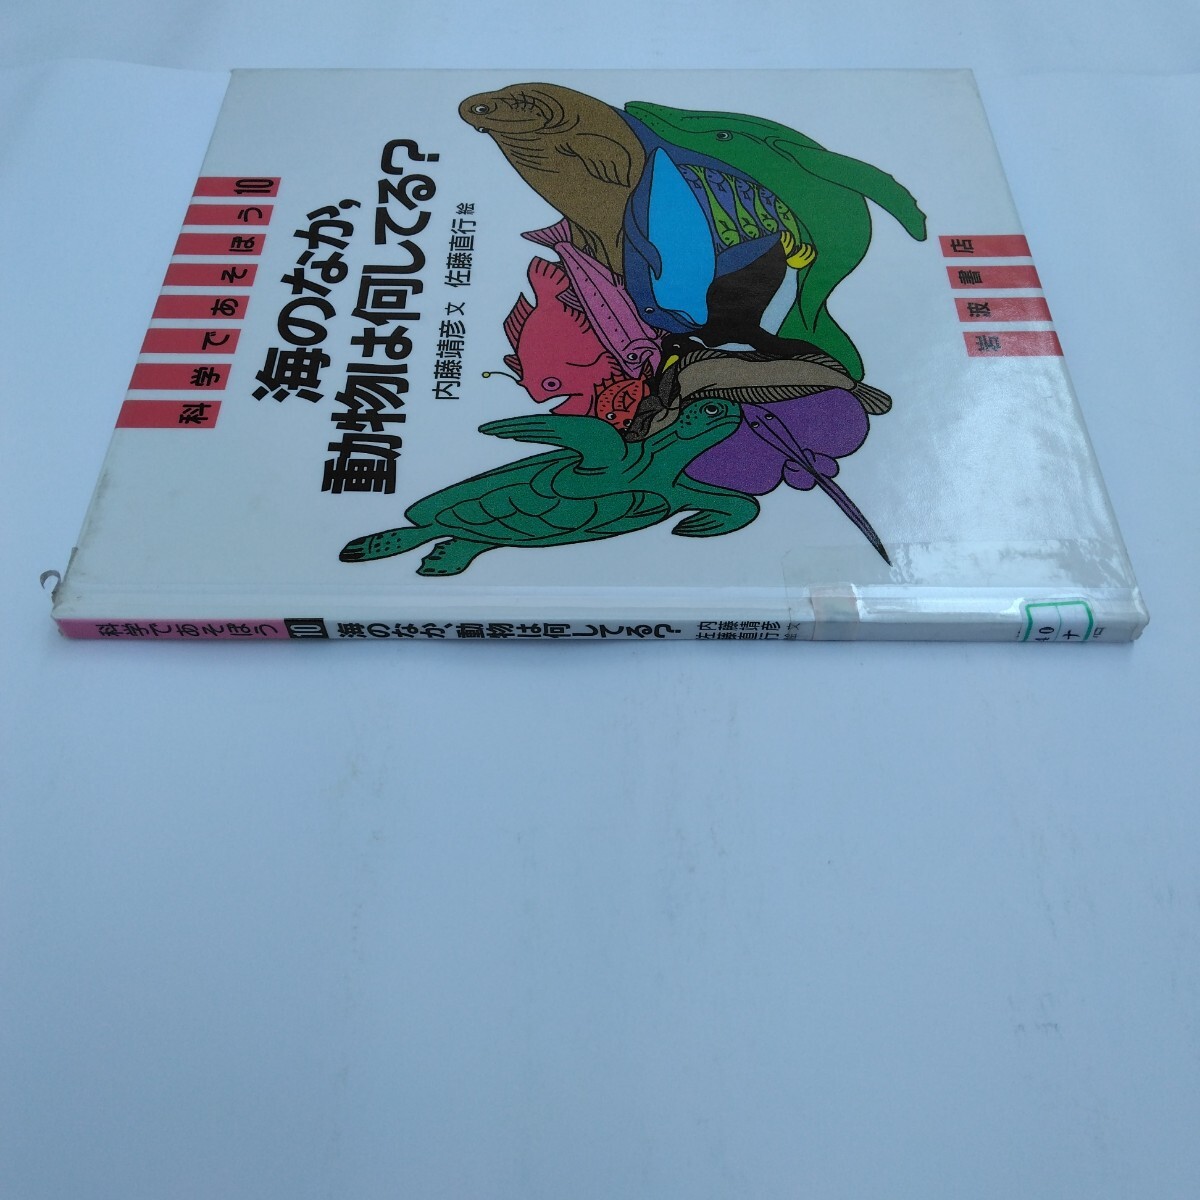 科学であそぼう10
海のなか,
動物は何してる?
内藤靖彦 文 佐藤直行 絵
岩波書店
科学であそぼう 10 海のなか,動物は何してる? 内藤靖彦 文
佐藤直行 絵